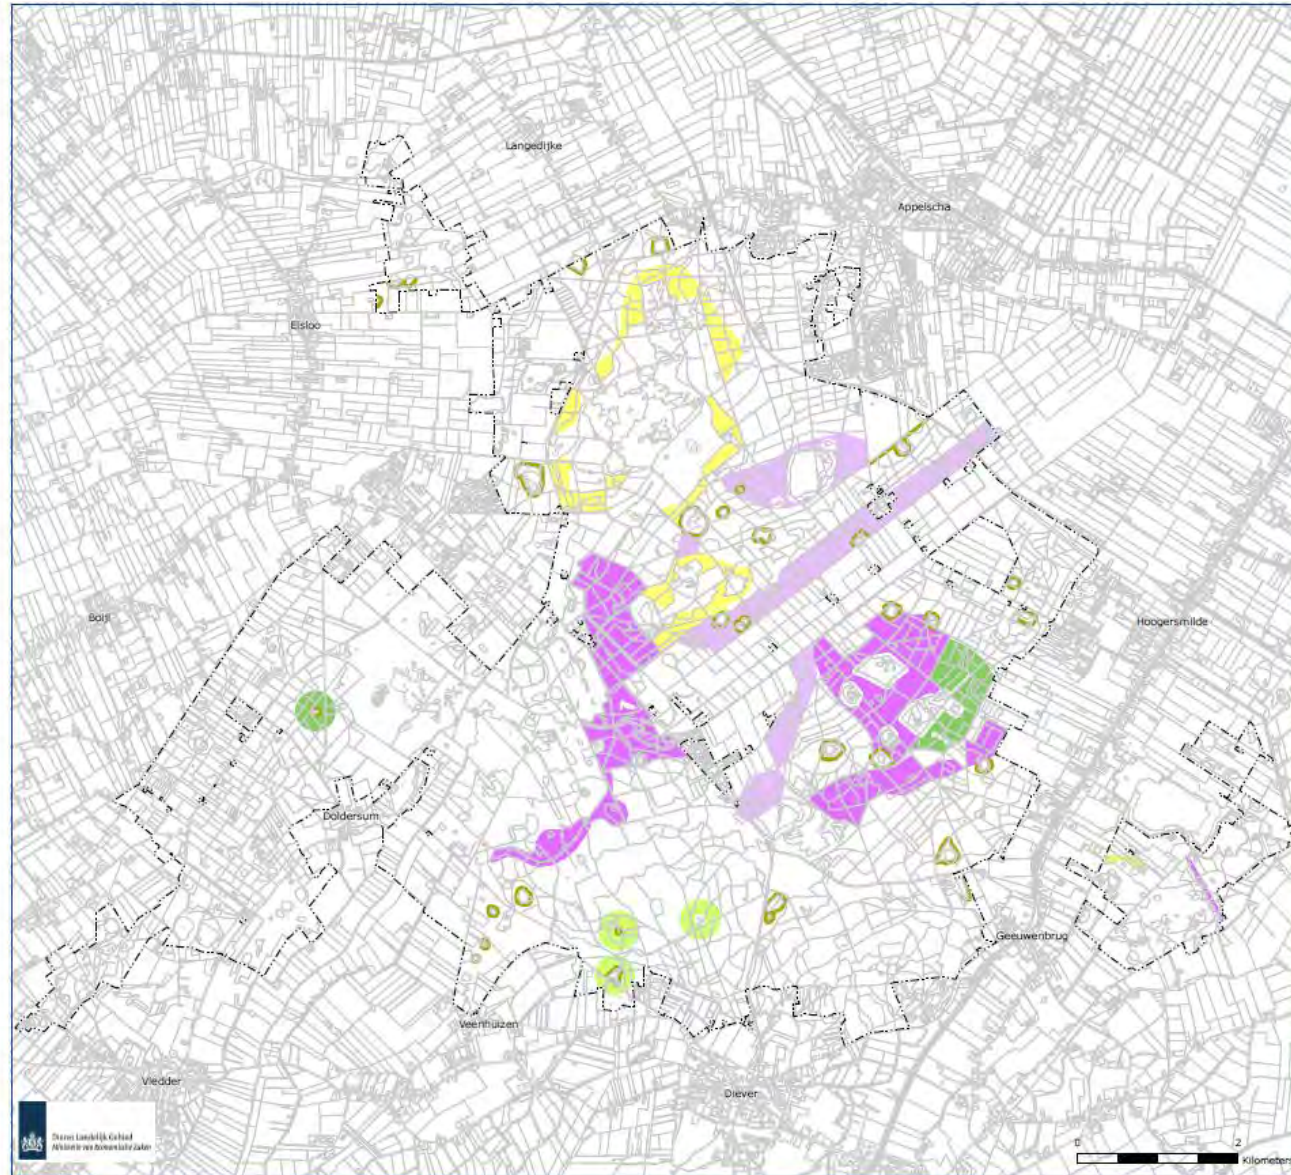 Langedijke
Appelscha
Elsloo
Boijl
Hoogersmilde
Doldersum
Geeuwenbrug
Veenhuizen
Vledder
Diever
Dienst Landelijk Gebied
Ministerie van Economische Zaken
0 2
Kilometers